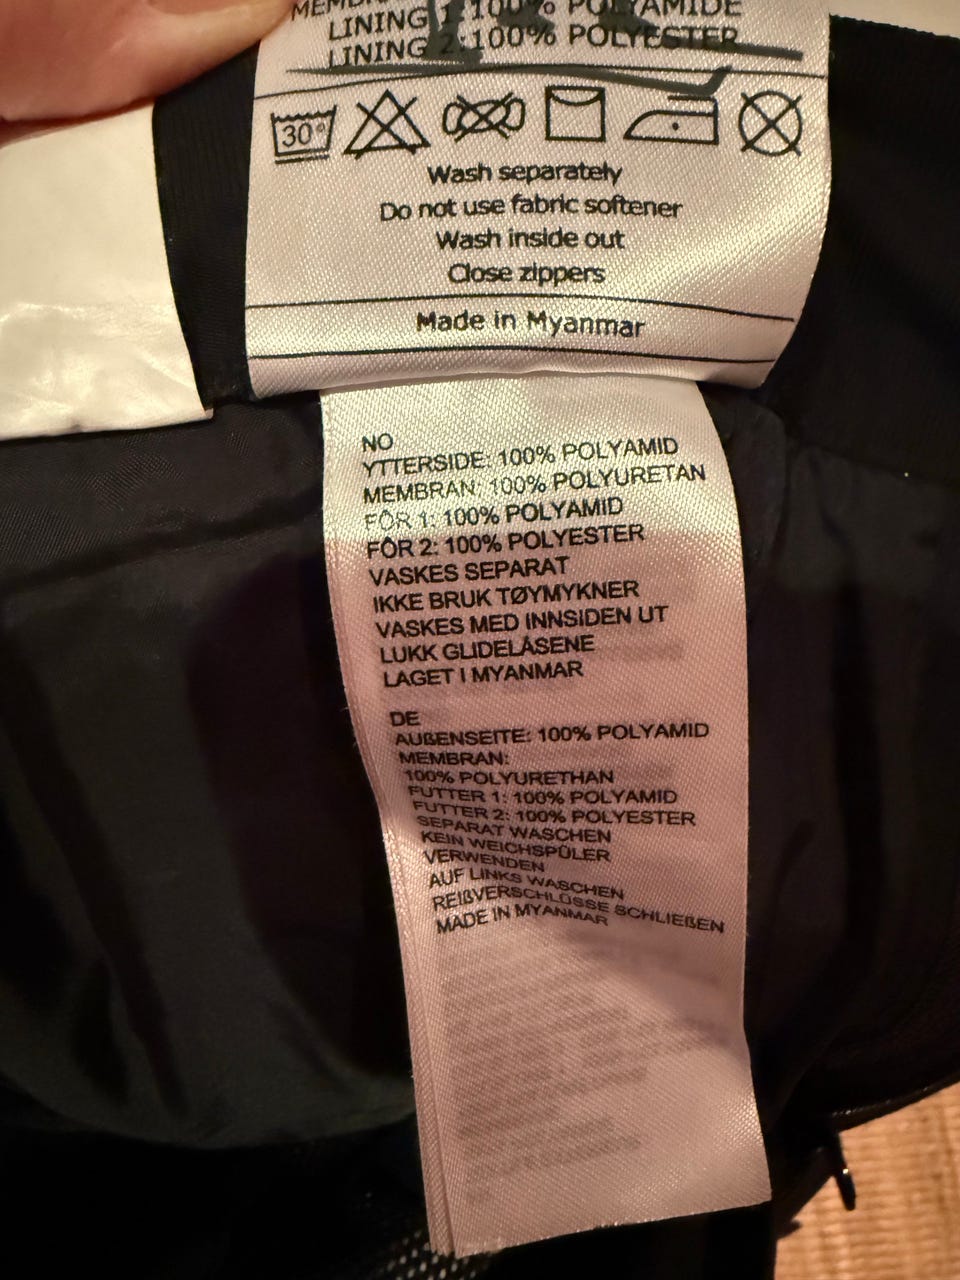 LINING 1:100% POLYAMIDE
LINING 2:100% POLYESTER
30°
Wash separately
Do not use fabric softener
Wash inside out
Close zippers
Made in Myanmar
NO
YTTERSIDE: 100% POLYAMID
MEMBRAN: 100% POLYURETAN
FÔR 1: 100% POLYAMID
FÔR 2: 100% POLYESTER
VASKES SEPARAT
IKKE BRUK TØYMYKNER
VASKES MED INNSIDEN UT
LUKK GLIDELÅSENE
LAGET I MYANMAR
DE
AUßENSEITE: 100% POLYAMID
MEMBRAN:
100% POLYURETHAN
FUTTER 1: 100% POLYAMID
FUTTER 2: 100% POLYESTER
SEPARAT WASCHEN
KEIN WEICHSPÜLER
VERWENDEN
AUF LINKS WASCHEN
REIßVERSCHLÜSSE SCHLIEßEN
MADE IN MYANMAR